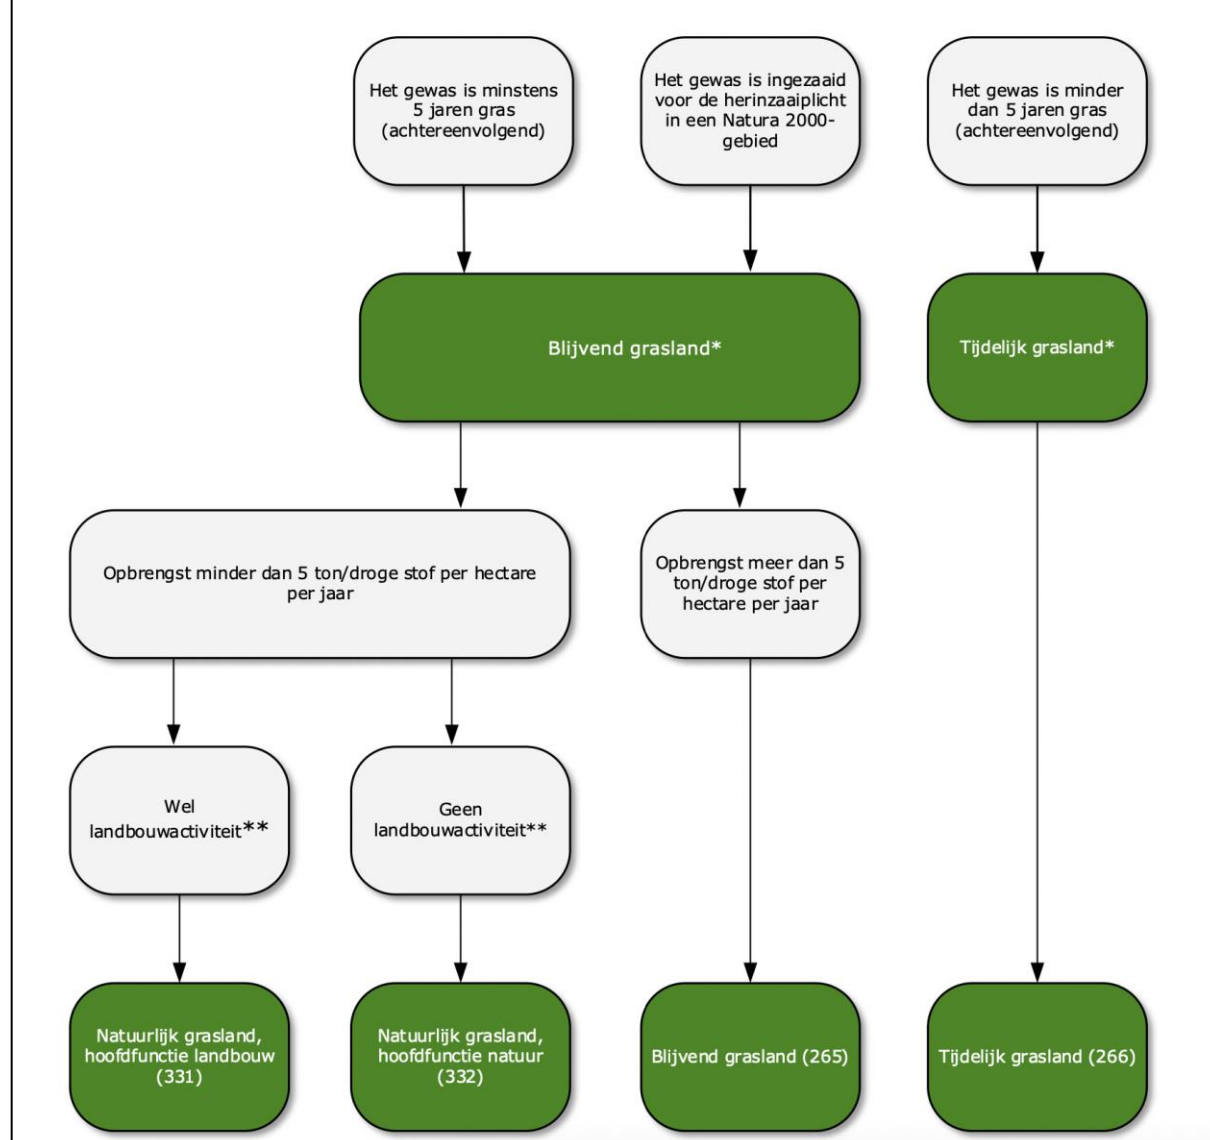 Het gewas is minstens
5 jaren gras
(achtereenvolgend)
Het gewas is ingezaaid
voor de herinzaaiplicht
in een Natura 2000-
gebied
Het gewas is minder
dan 5 jaren gras
(achtereenvolgend)
Blijvend grasland*
Tijdelijk grasland*
Opbrengst minder dan 5 ton/droge stof per hectare
per jaar
Opbrengst meer dan 5
ton/droge stof per
hectare per jaar
Wel
landbouwactiviteit**
Geen
landbouwactiviteit**
Natuurlijk grasland,
hoofdfunctie landbouw
(331)
Natuurlijk grasland,
hoofdfunctie natuur
(332)
Blijvend grasland (265)
Tijdelijk grasland (266)